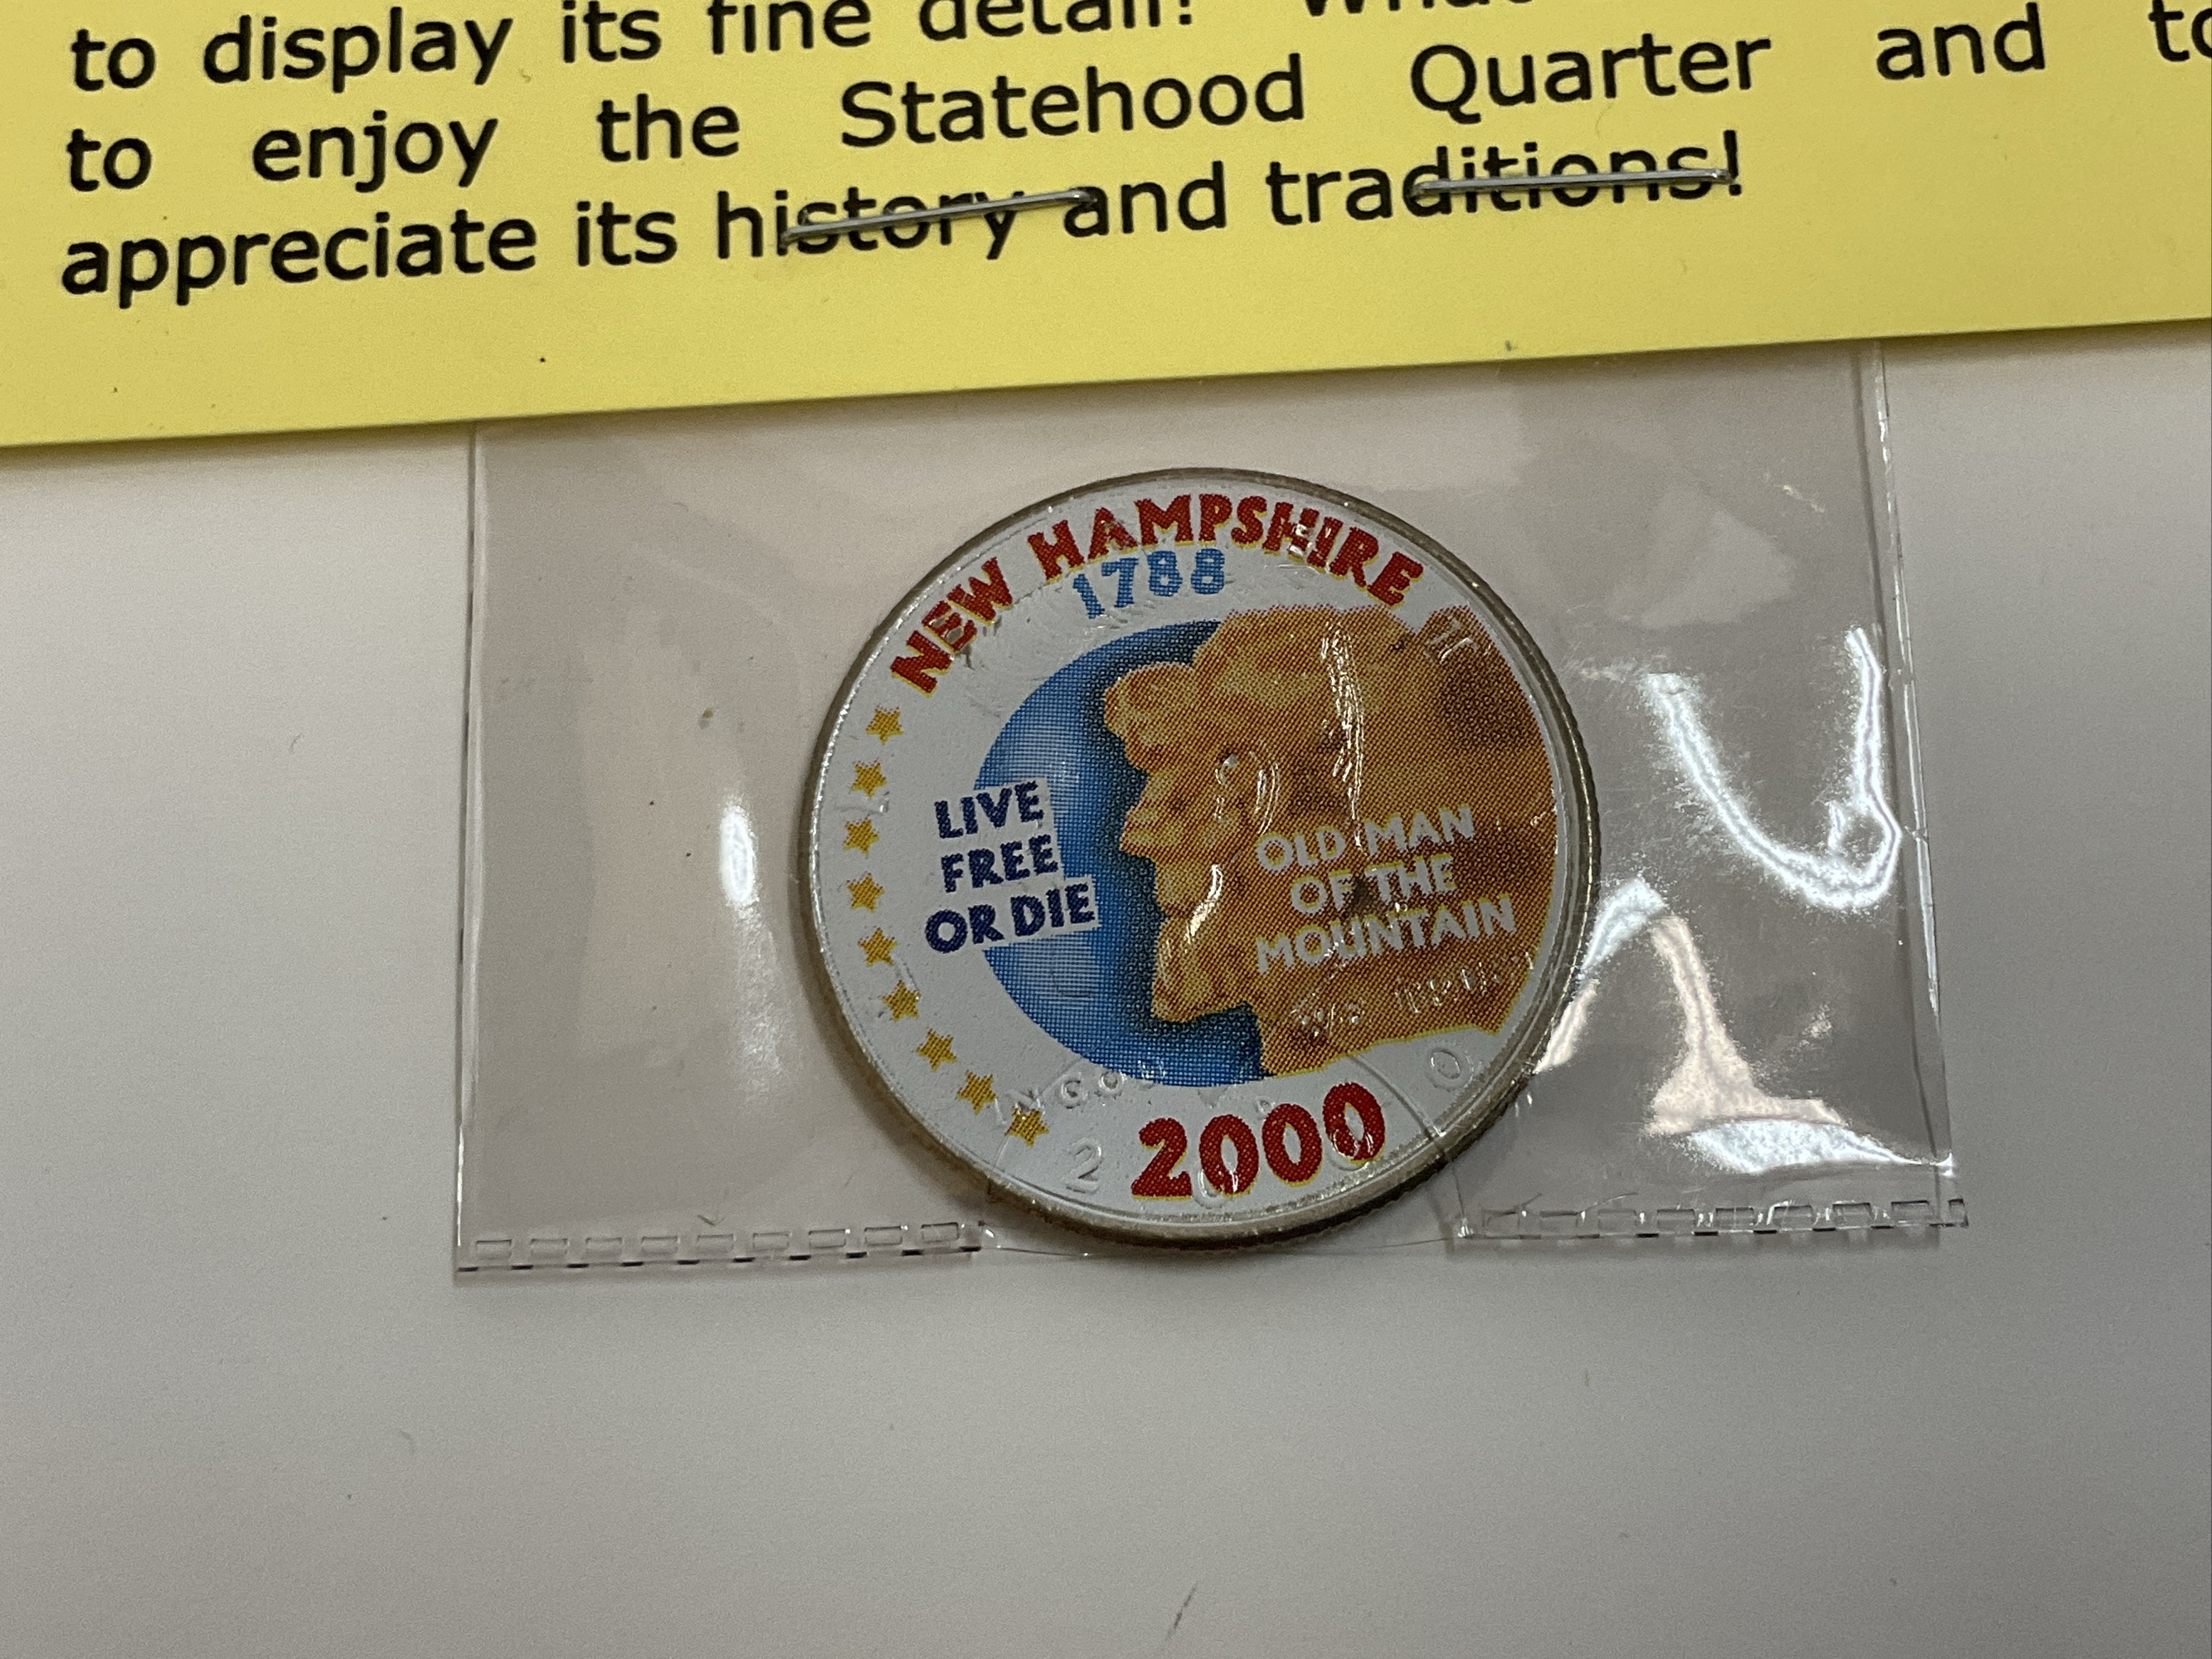 to display its fine detail!
to enjoy the Statehood Quarter and to
appreciate its history and traditions!
NEW HAMPSHIRE
1788
LIVE
FREE
OR DIE
OLD MAN
OF THE
MOUNTAIN
2000